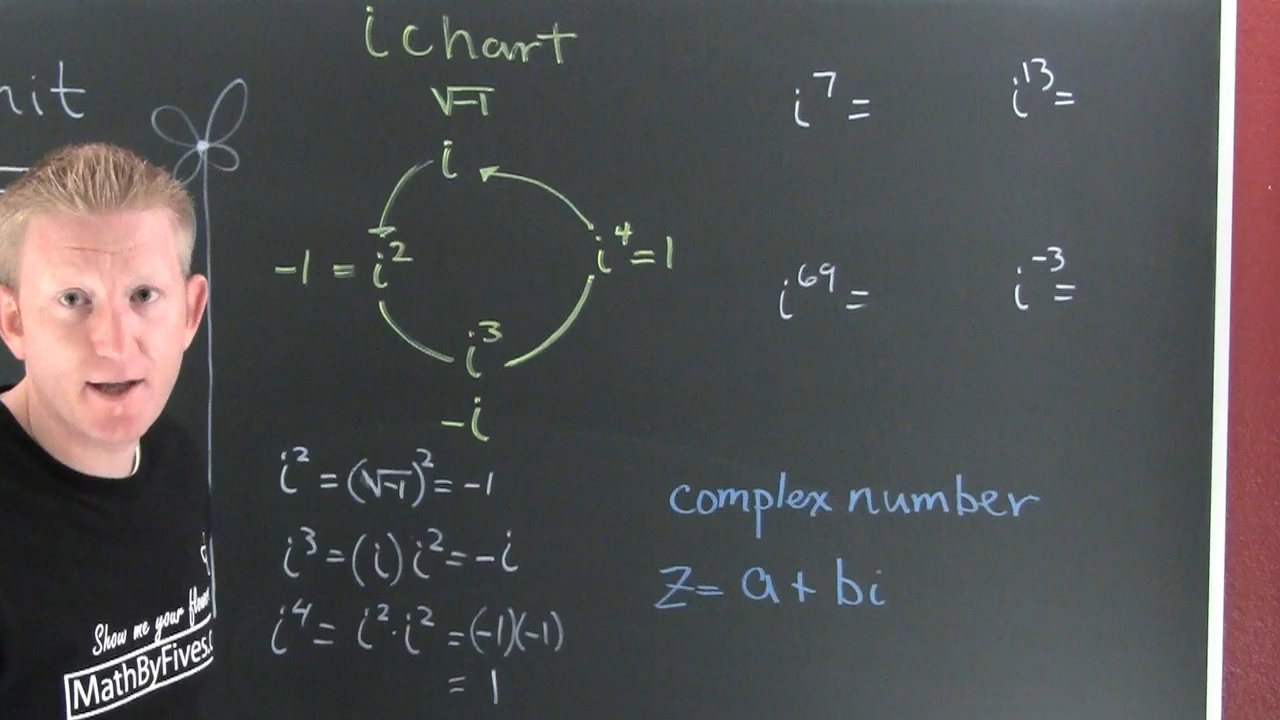 i chart
√-1
i
-1 = i²
i⁴ = 1
i³
-i
i² = (√-1)² = -1
i³ = (i) i² = -i
i⁴ = i² · i² = (-1)(-1)
= 1
i⁷ =
i¹³ =
i⁶⁹ =
i⁻³ =
complex number
z = a + bi
Show me your
MathByFives.